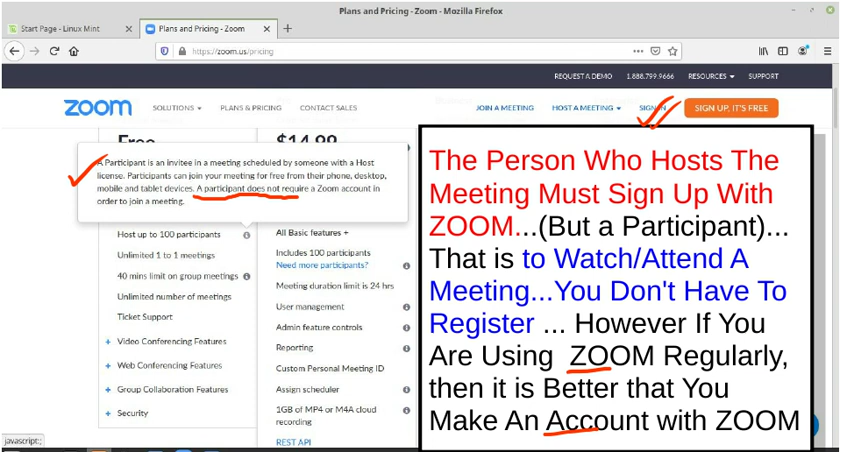 Plans and Pricing - Zoom - Mozilla Firefox
Start Page - Linux Mint
Plans and Pricing - Zoom
https://zoom.us/pricing
REQUEST A DEMO 1.888.799.9666 RESOURCES SUPPORT
zoom SOLUTIONS PLANS & PRICING CONTACT SALES JOIN A MEETING HOST A MEETING SIGN IN SIGN UP, IT'S FREE
Free
$14.99
A Participant is an invitee in a meeting scheduled by someone with a Host
license. Participants can join your meeting for free from their phone, desktop,
mobile and tablet devices. A participant does not require a Zoom account in
order to join a meeting.
Host up to 100 participants
Unlimited 1 to 1 meetings
40 mins limit on group meetings
Unlimited number of meetings
Ticket Support
+ Video Conferencing Features
+ Web Conferencing Features
+ Group Collaboration Features
+ Security
All Basic features +
Includes 100 participants
Need more participants?
Meeting duration limit is 24 hrs
User management
Admin feature controls
Reporting
Custom Personal Meeting ID
Assign scheduler
1GB of MP4 or M4A cloud
recording
REST API
The Person Who Hosts The
Meeting Must Sign Up With
ZOOM...(But a Participant)...
That is to Watch/Attend A
Meeting...You Don't Have To
Register ... However If You
Are Using ZOOM Regularly,
then it is Better that You
Make An Account with ZOOM
javascript:;